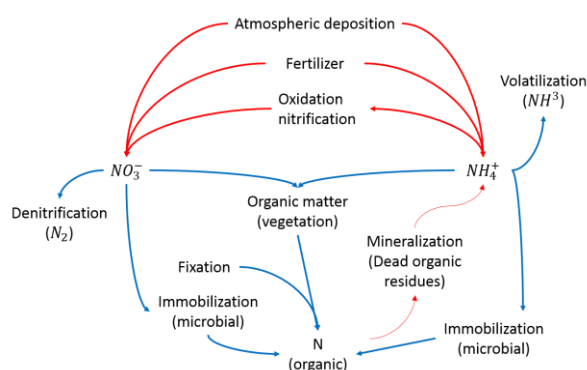 Atmospheric deposition
Fertilizer
Volatilization
(NH³)
Oxidation
nitrification
NO₃⁻
NH₄⁺
Organic matter
(vegetation)
Denitrification
(N₂)
Mineralization
(Dead organic
residues)
Fixation
Immobilization
(microbial)
Immobilization
(microbial)
N
(organic)